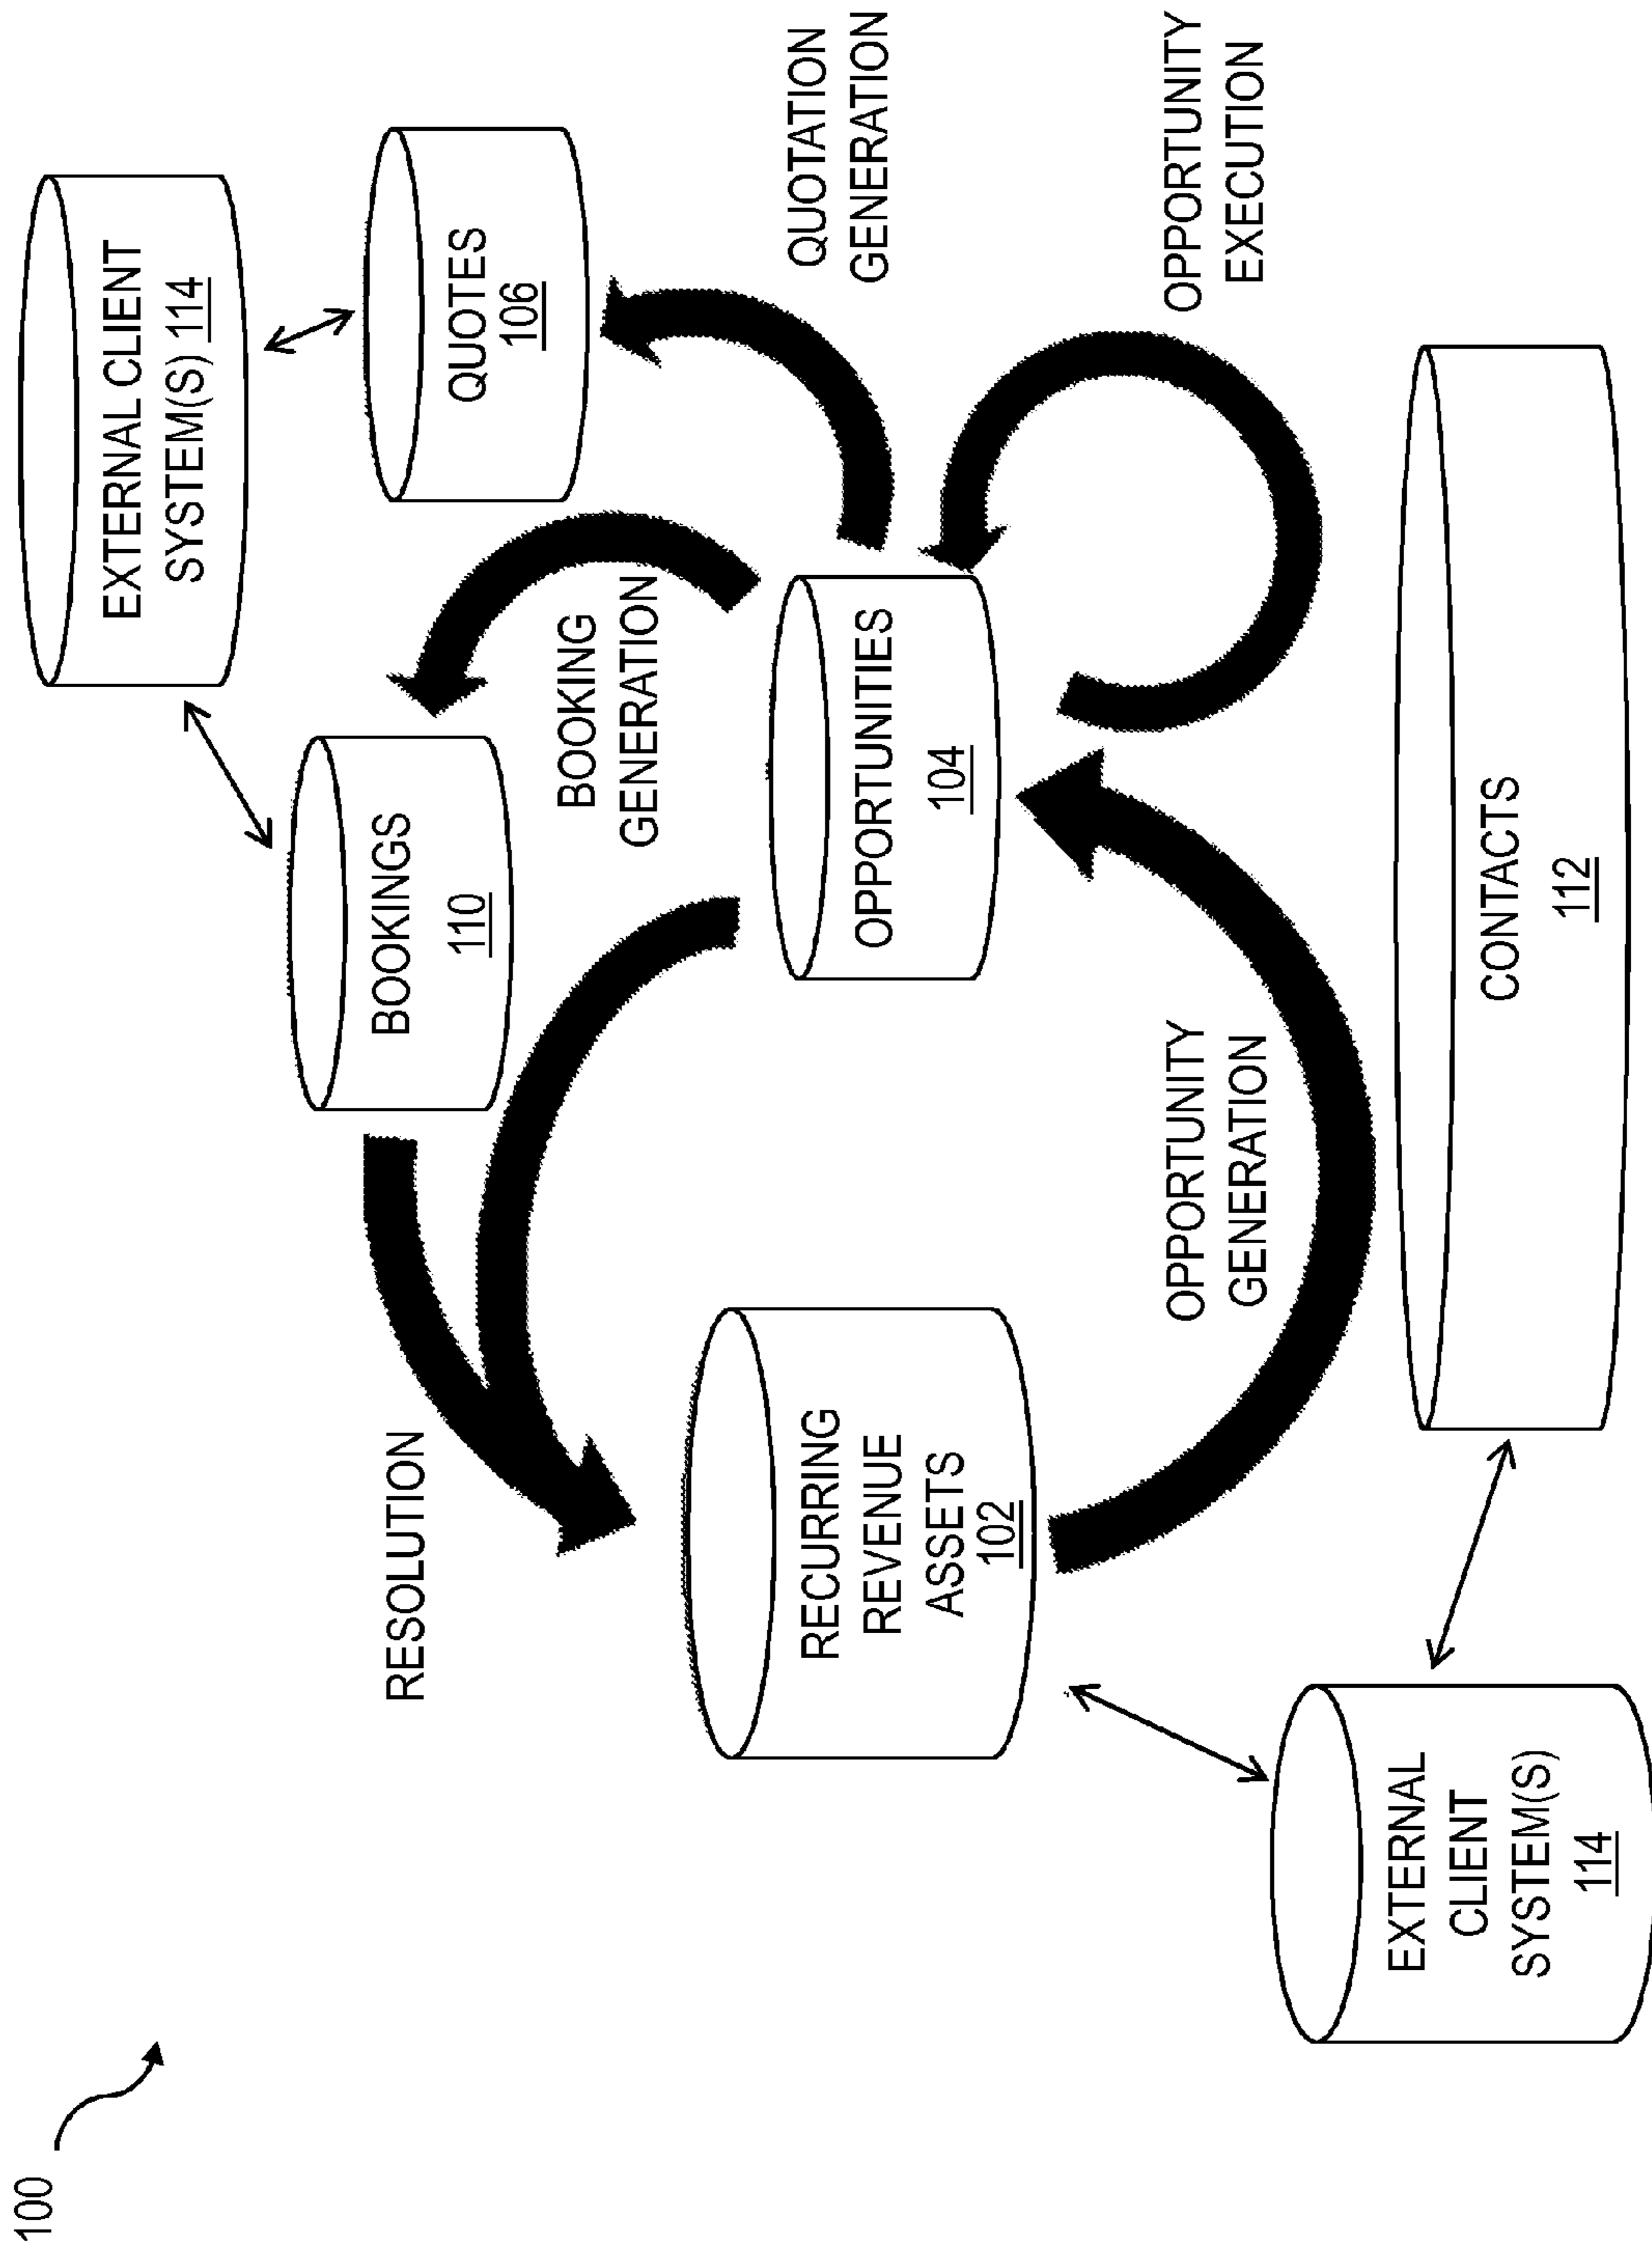 100
EXTERNAL CLIENT
SYSTEM(S) 114
BOOKINGS
110
QUOTES
106
RESOLUTION
BOOKING
GENERATION
RECURRING
REVENUE
ASSETS
102
OPPORTUNITIES
104
QUOTATION
GENERATION
OPPORTUNITY
GENERATION
OPPORTUNITY
EXECUTION
EXTERNAL
CLIENT
SYSTEM(S)
114
CONTACTS
112